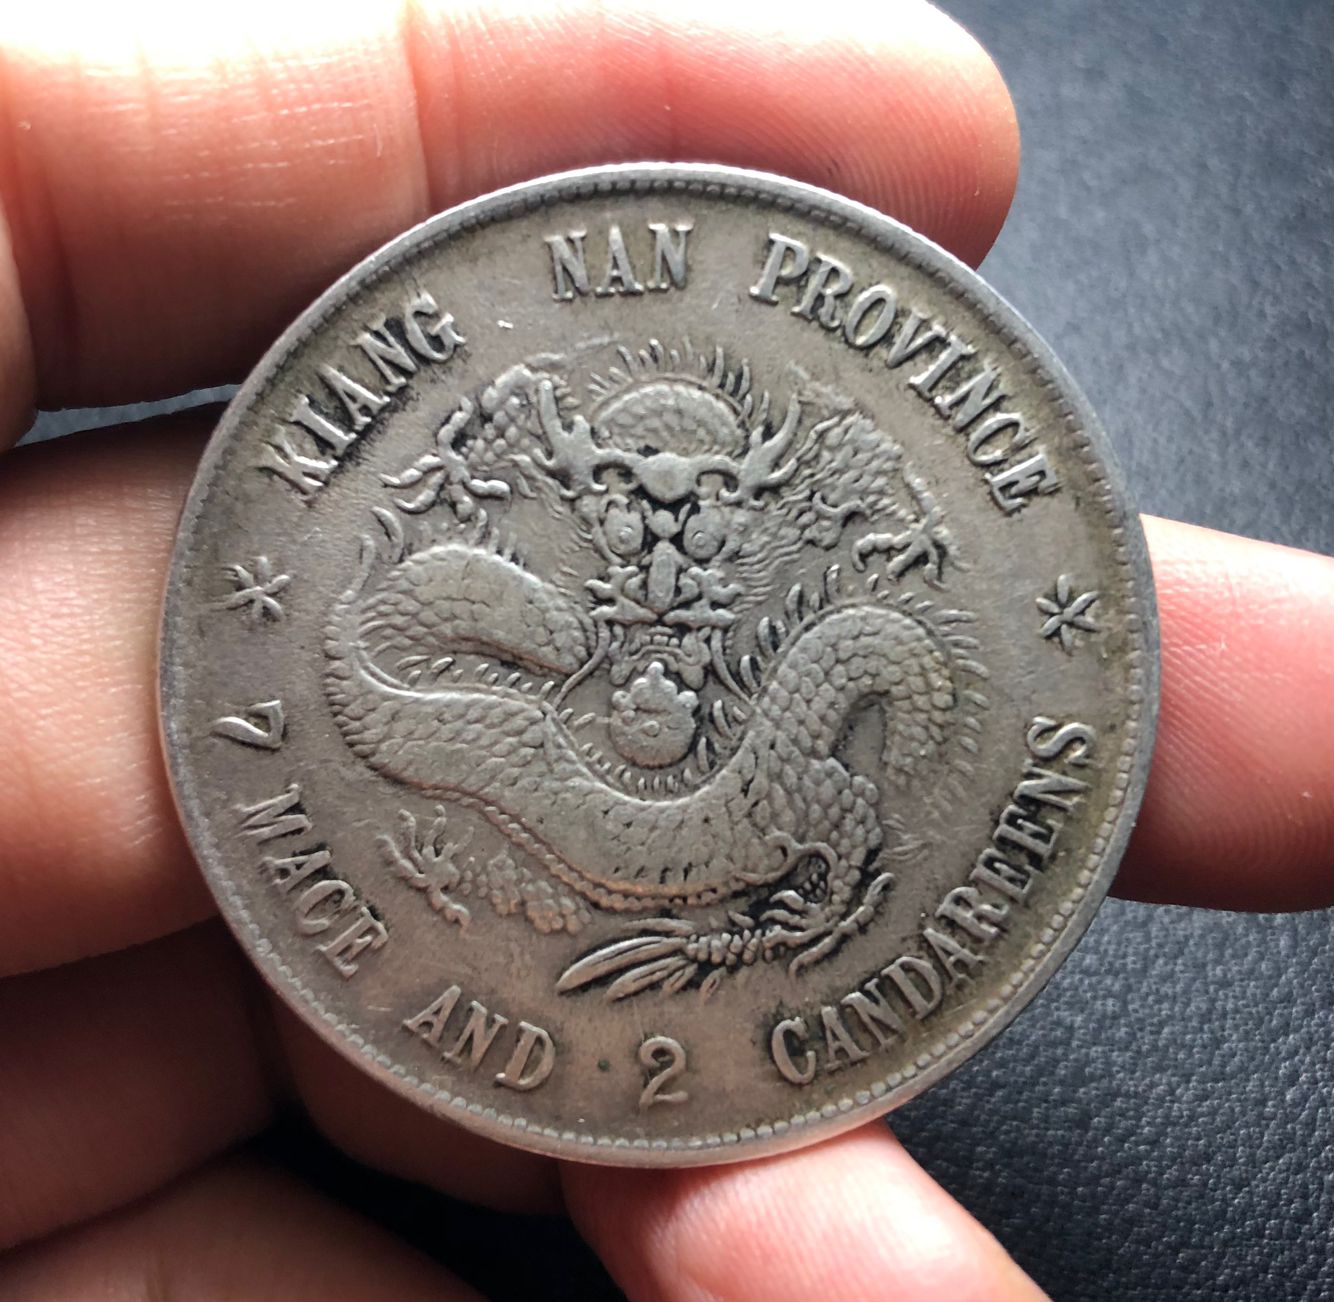 KIANG NAN PROVINCE
7 MACE AND 2 CANDAREENS